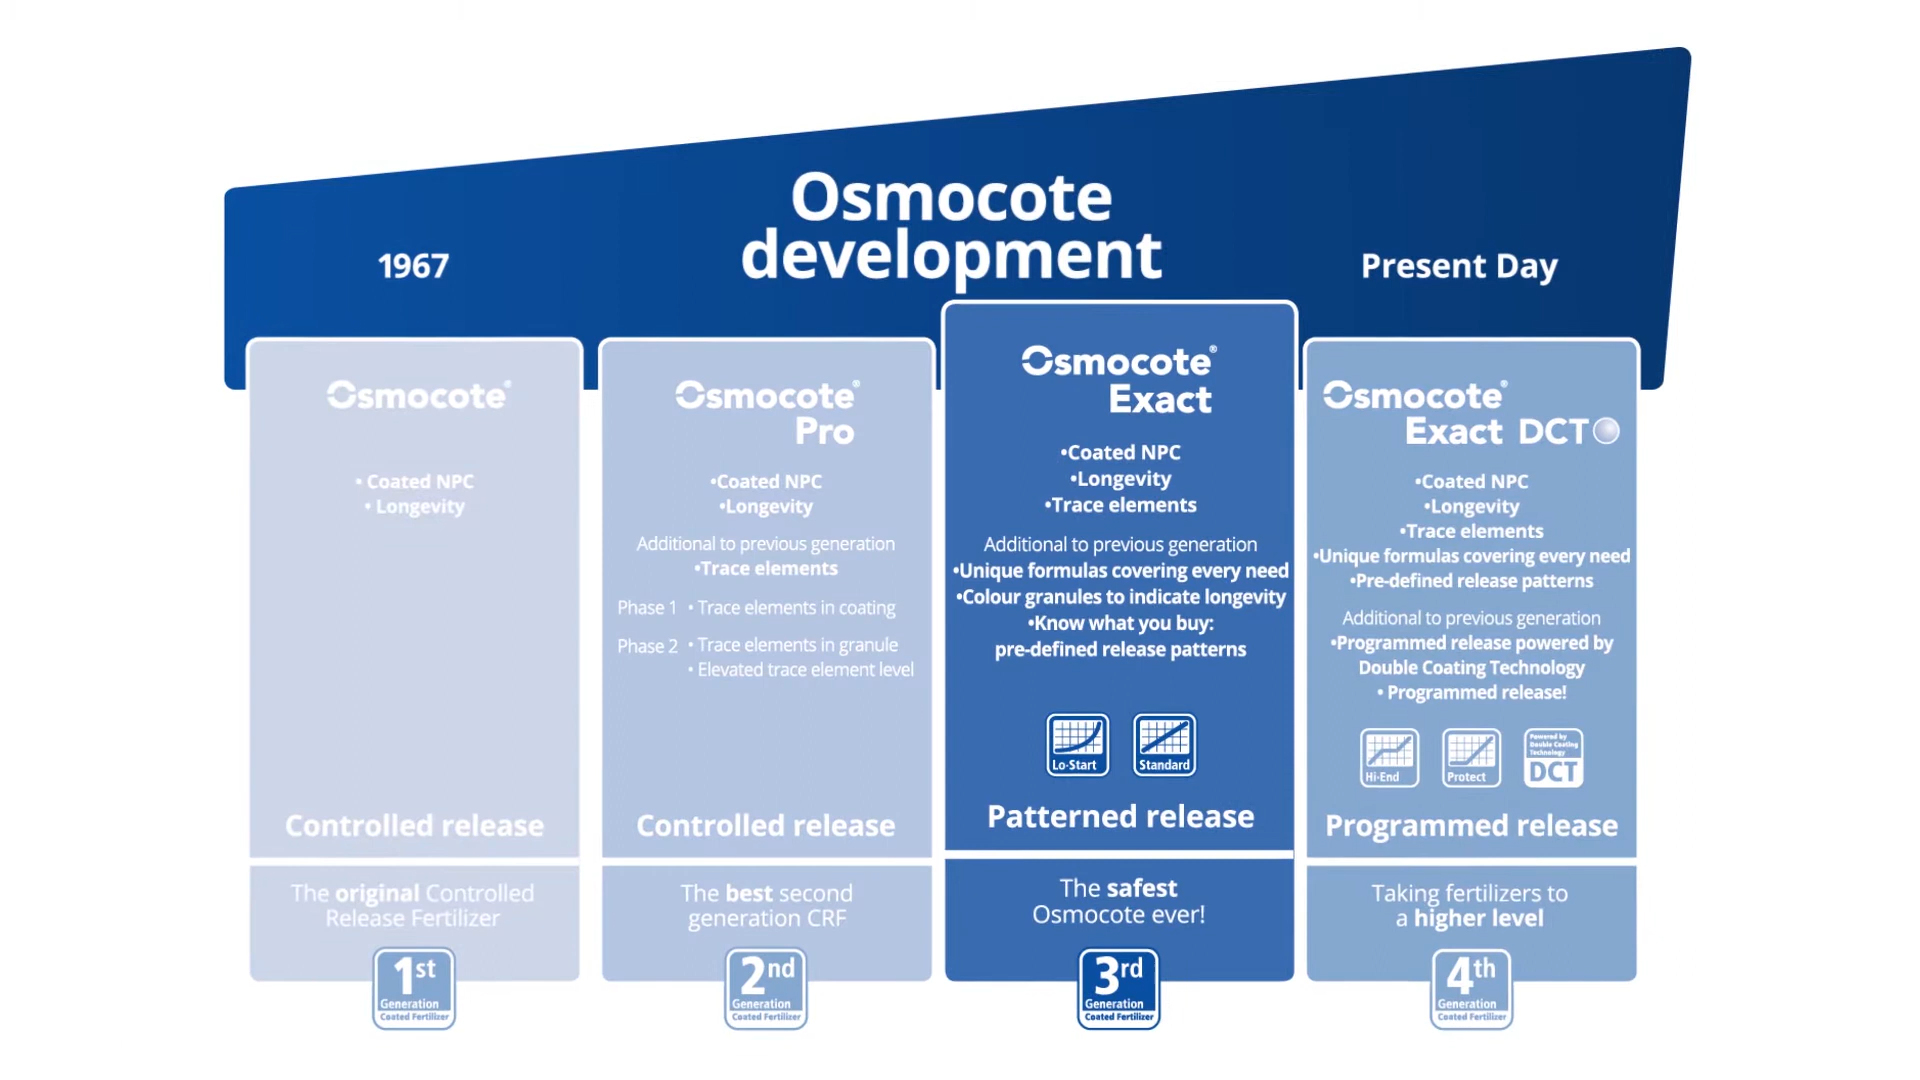 Osmocote
development
1967
Present Day
Osmocote®
• Coated NPC
• Longevity
Controlled release
The original Controlled
Release Fertilizer
1st
Generation
Coated Fertilizer
Osmocote®
Pro
•Coated NPC
•Longevity
Additional to previous generation
•Trace elements
Phase 1 • Trace elements in coating
Phase 2 • Trace elements in granule
• Elevated trace element level
Controlled release
The best second
generation CRF
2nd
Generation
Coated Fertilizer
Osmocote®
Exact
•Coated NPC
•Longevity
•Trace elements
Additional to previous generation
•Unique formulas covering every need
•Colour granules to indicate longevity
•Know what you buy:
pre-defined release patterns
Lo-Start
Standard
Patterned release
The safest
Osmocote ever!
3rd
Generation
Coated Fertilizer
Osmocote®
Exact DCT
•Coated NPC
•Longevity
•Trace elements
•Unique formulas covering every need
•Pre-defined release patterns
Additional to previous generation
•Programmed release powered by
Double Coating Technology
• Programmed release!
Hi-End
Protect
Powered by
Double Coating
Technology
DCT
Programmed release
Taking fertilizers to
a higher level
4th
Generation
Coated Fertilizer